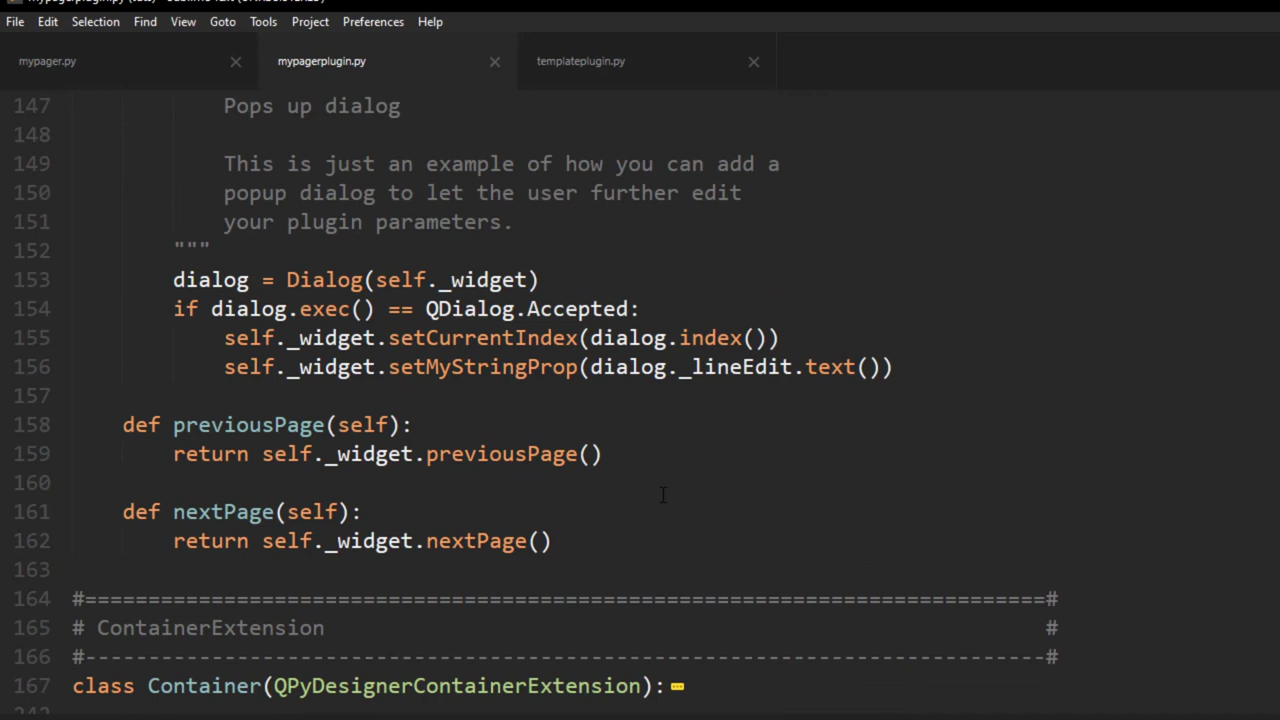 File Edit Selection Find View Goto Tools Project Preferences Help
mypager.py mypagerplugin.py templateplugin.py
147 Pops up dialog
148
149 This is just an example of how you can add a
150 popup dialog to let the user further edit
151 your plugin parameters.
152 """
153 dialog = Dialog(self._widget)
154 if dialog.exec() == QDialog.Accepted:
155 self._widget.setCurrentIndex(dialog.index())
156 self._widget.setMyStringProp(dialog._lineEdit.text())
157
158 def previousPage(self):
159 return self._widget.previousPage()
160
161 def nextPage(self):
162 return self._widget.nextPage()
163
164 #============================================================================#
165 # ContainerExtension #
166 #----------------------------------------------------------------------------#
167 class Container(QPyDesignerContainerExtension):